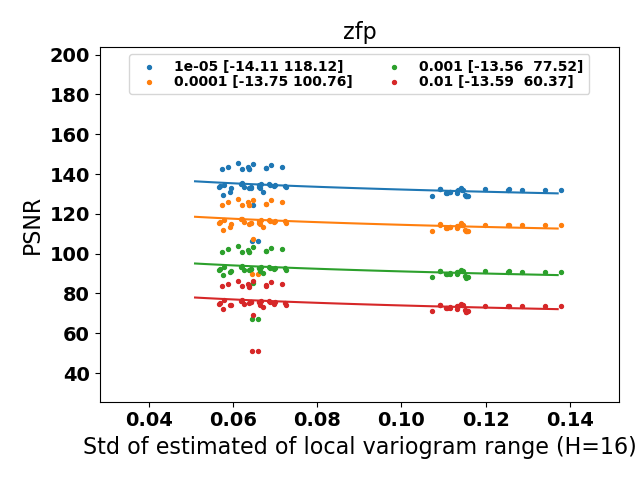 zfp
1e-05 [-14.11 118.12]
0.0001 [-13.75 100.76]
0.001 [-13.56  77.52]
0.01 [-13.59  60.37]
PSNR
200
180
160
140
120
100
80
60
40
0.04 0.06 0.08 0.10 0.12 0.14
Std of estimated of local variogram range (H=16)